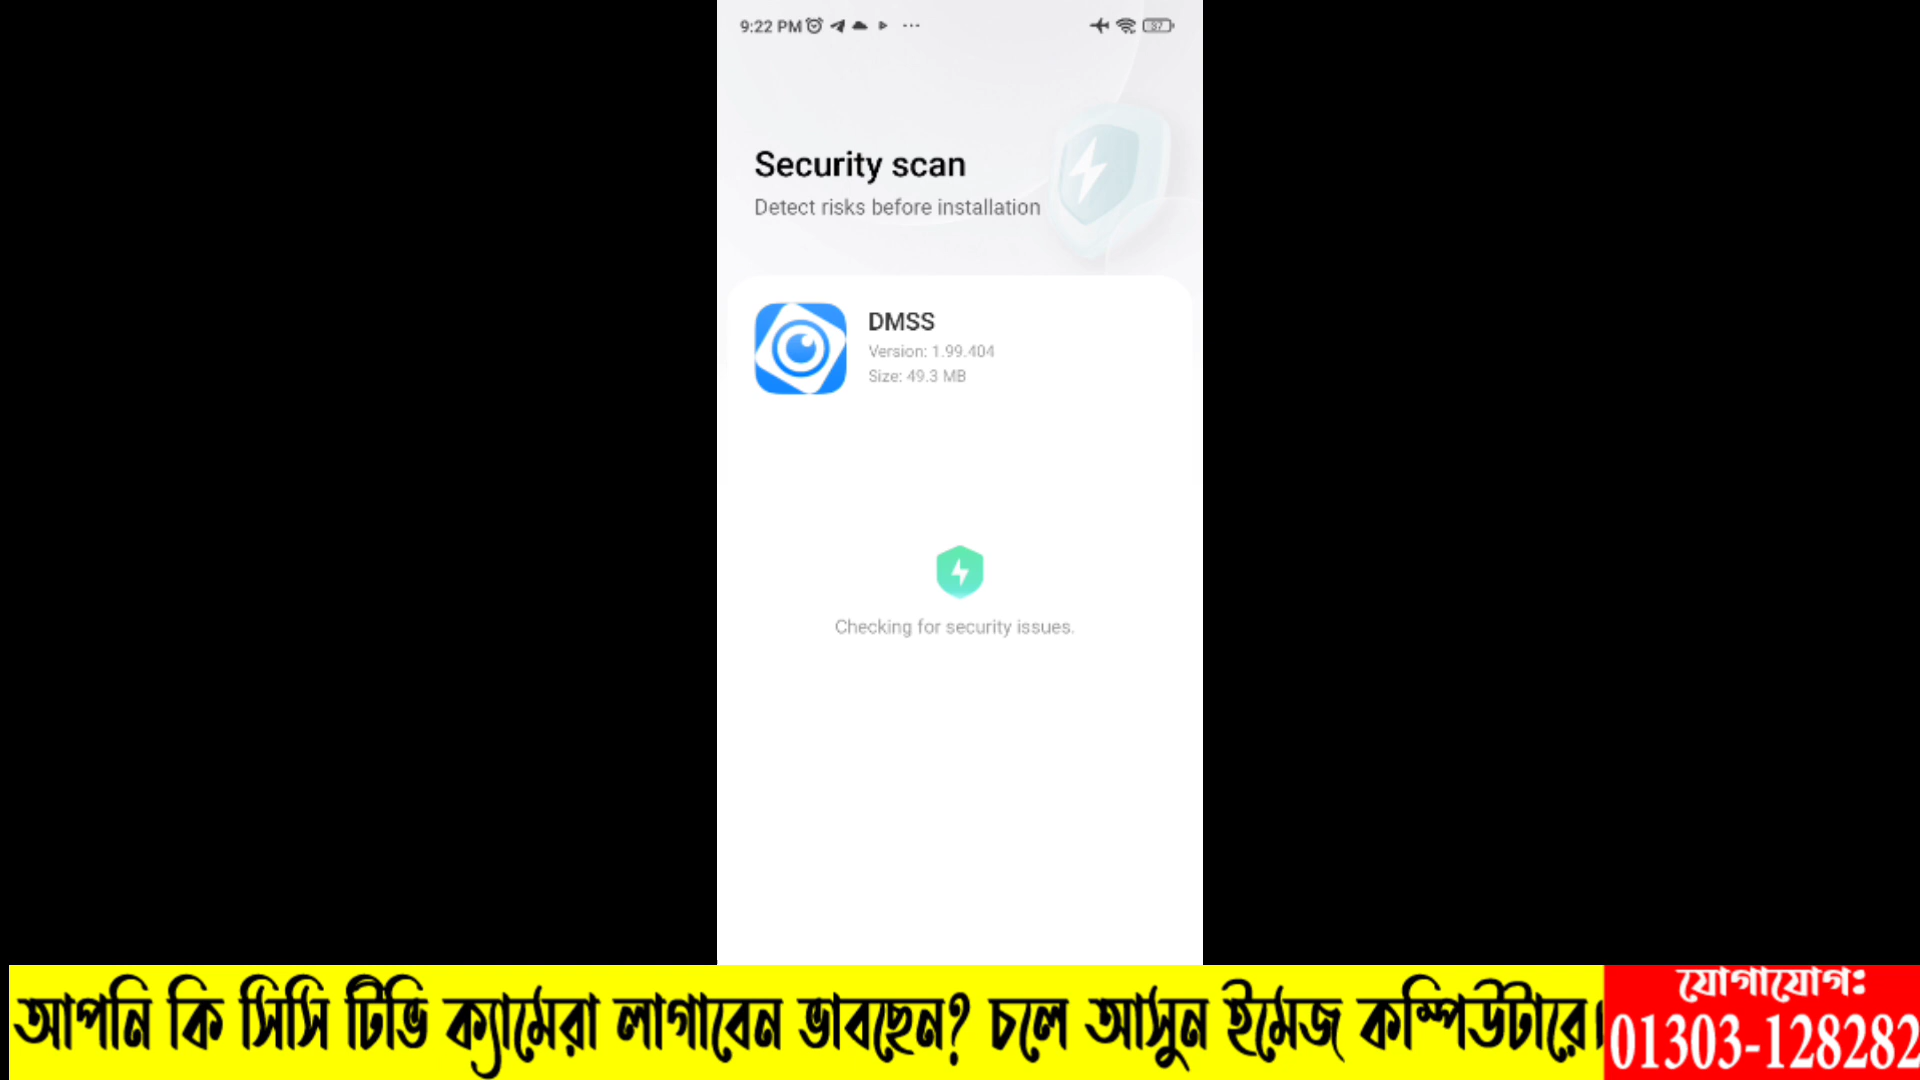 9:22 PM
37
Security scan
Detect risks before installation
DMSS
Version: 1.99.404
Size: 49.3 MB
Checking for security issues.
আপনি কি সিসি টিভি ক্যামেরা লাগাবেন ভাবছেন? চলে আসুন ইমেজ কম্পিউটারে।
যোগাযোগ:
01303-128282